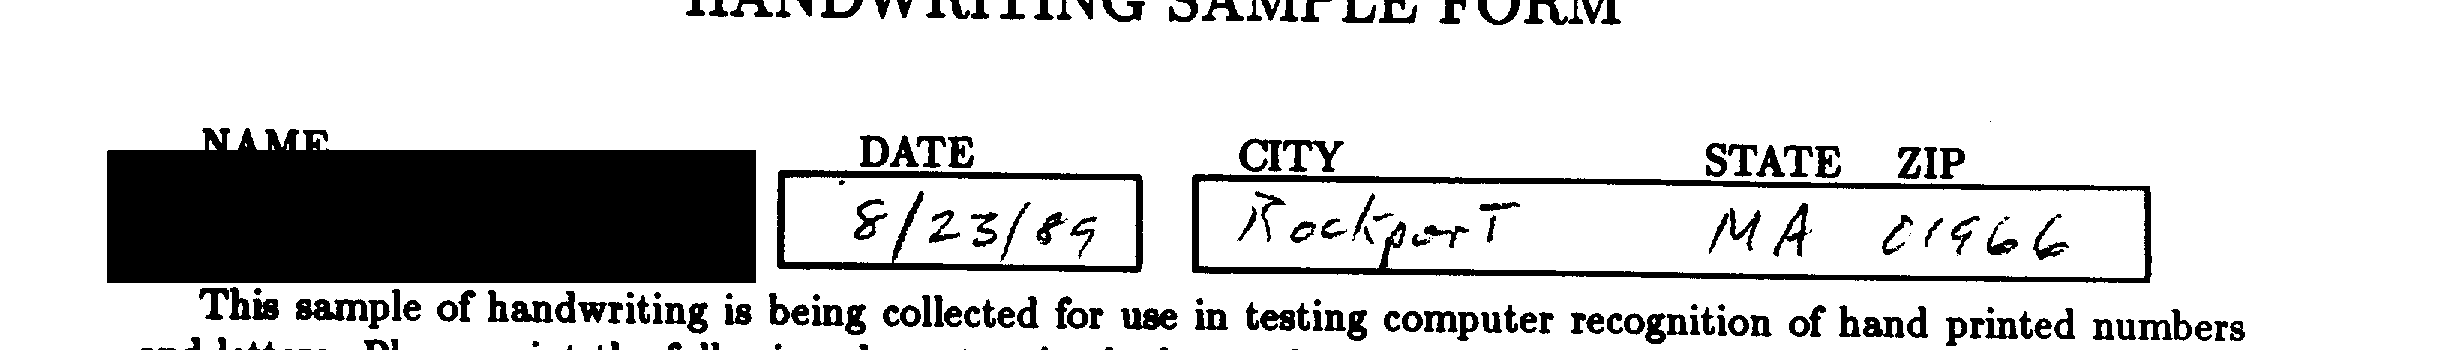 HANDWRITING SAMPLE FORM
NAME DATE CITY STATE ZIP
8/23/89 Rockport MA 01966
This sample of handwriting is being collected for use in testing computer recognition of hand printed numbers